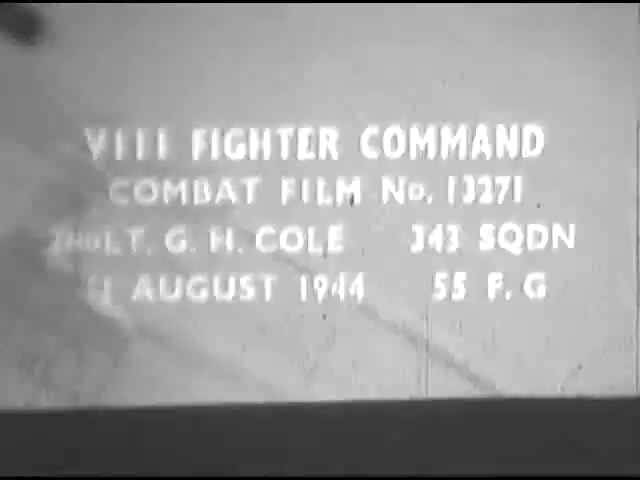 VIII FIGHTER COMMAND
COMBAT FILM No. 13271
2ND LT. G. H. COLE 343 SQDN
AUGUST 1944 55 F. G